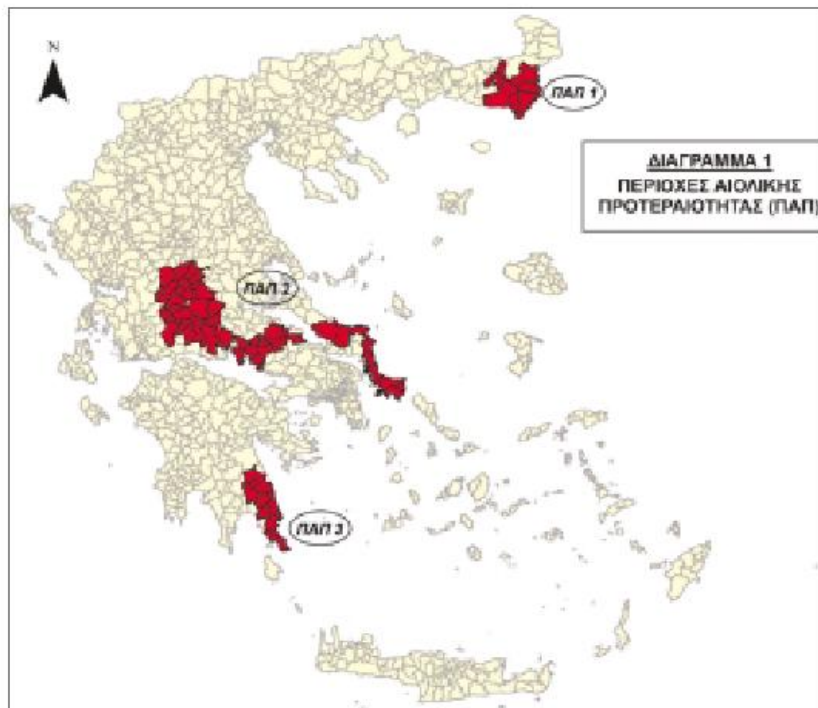 N
ΠΑΠ 1
ΔΙΑΓΡΑΜΜΑ 1
ΠΕΡΙΟΧΕΣ ΑΙΟΛΙΚΗΣ
ΠΡΟΤΕΡΑΙΟΤΗΤΑΣ (ΠΑΠ)
ΠΑΠ 2
ΠΑΠ 3